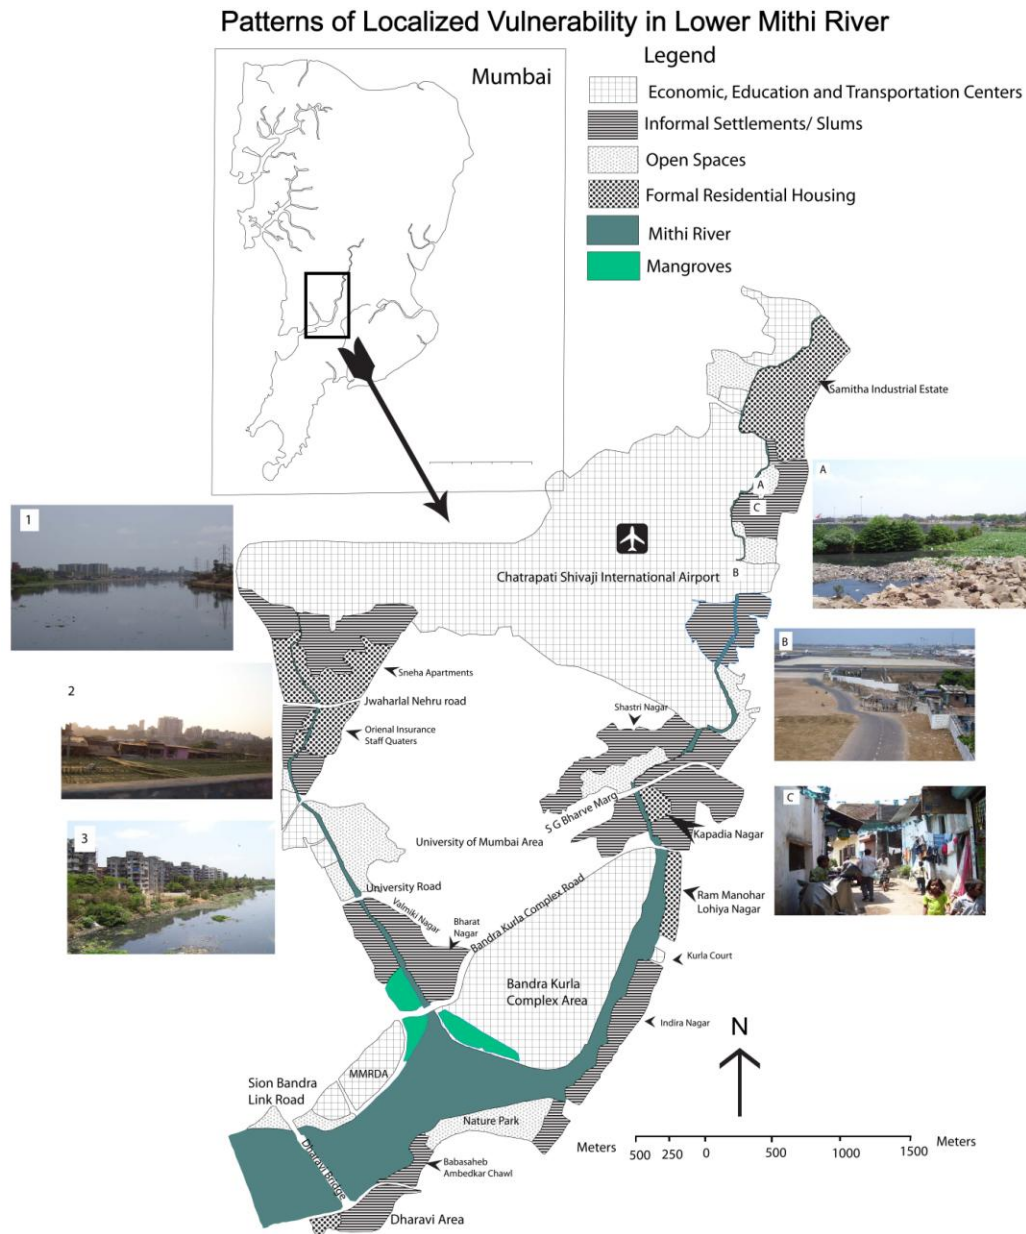 Patterns of Localized Vulnerability in Lower Mithi River
Mumbai
Legend
Economic, Education and Transportation Centers
Informal Settlements/ Slums
Open Spaces
Formal Residential Housing
Mithi River
Mangroves
Samitha Industrial Estate
A
C
A
1
Chatrapati Shivaji International Airport
B
B
Sneha Apartments
2
Jwaharlal Nehru road
Shastri Nagar
Orienal Insurance
Staff Quaters
C
S G Bharve Marg
3
Kapadia Nagar
University of Mumbai Area
University Road
Ram Manohar
Lohiya Nagar
Valmiki Nagar
Bharat
Nagar
Bandra Kurla Complex Road
Kurla Court
Bandra Kurla
Complex Area
Indira Nagar
N
MMRDA
Sion Bandra
Link Road
Nature Park
Meters
500 250 0 500 1000 1500
Meters
Dharavi Bridge
Babasaheb
Ambedkar Chawl
Dharavi Area